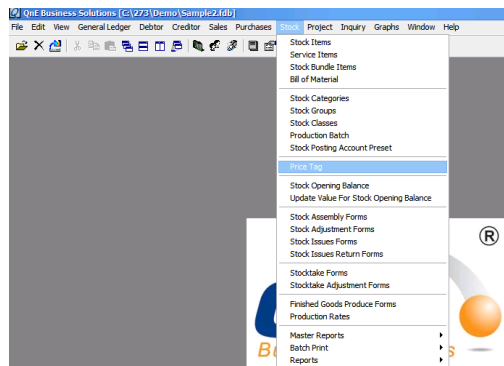 QnE Business Solutions [C:\273\Demo\Sample2.fdb]
File Edit View General Ledger Debtor Creditor Sales Purchases Stock Project Inquiry Graphs Window Help
Stock Items
Service Items
Stock Bundle Items
Bill of Material
Stock Categories
Stock Groups
Stock Classes
Production Batch
Stock Posting Account Preset
Price Tag
Stock Opening Balance
Update Value For Stock Opening Balance
Stock Assembly Forms
Stock Adjustment Forms
Stock Issues Forms
Stock Issues Return Forms
Stocktake Forms
Stocktake Adjustment Forms
Finished Goods Produce Forms
Production Rates
Master Reports
Batch Print
Reports
®